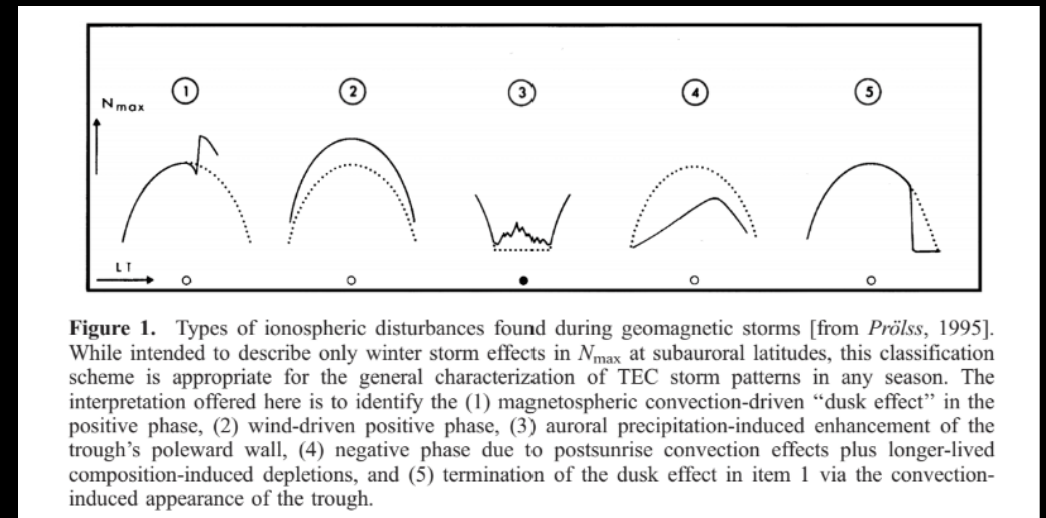 1 2 3 4 5
Nmax
LT
Figure 1. Types of ionospheric disturbances found during geomagnetic storms [from Prölss, 1995].
While intended to describe only winter storm effects in Nmax at subauroral latitudes, this classification
scheme is appropriate for the general characterization of TEC storm patterns in any season. The
interpretation offered here is to identify the (1) magnetospheric convection-driven “dusk effect” in the
positive phase, (2) wind-driven positive phase, (3) auroral precipitation-induced enhancement of the
trough’s poleward wall, (4) negative phase due to postsunrise convection effects plus longer-lived
composition-induced depletions, and (5) termination of the dusk effect in item 1 via the convection-
induced appearance of the trough.